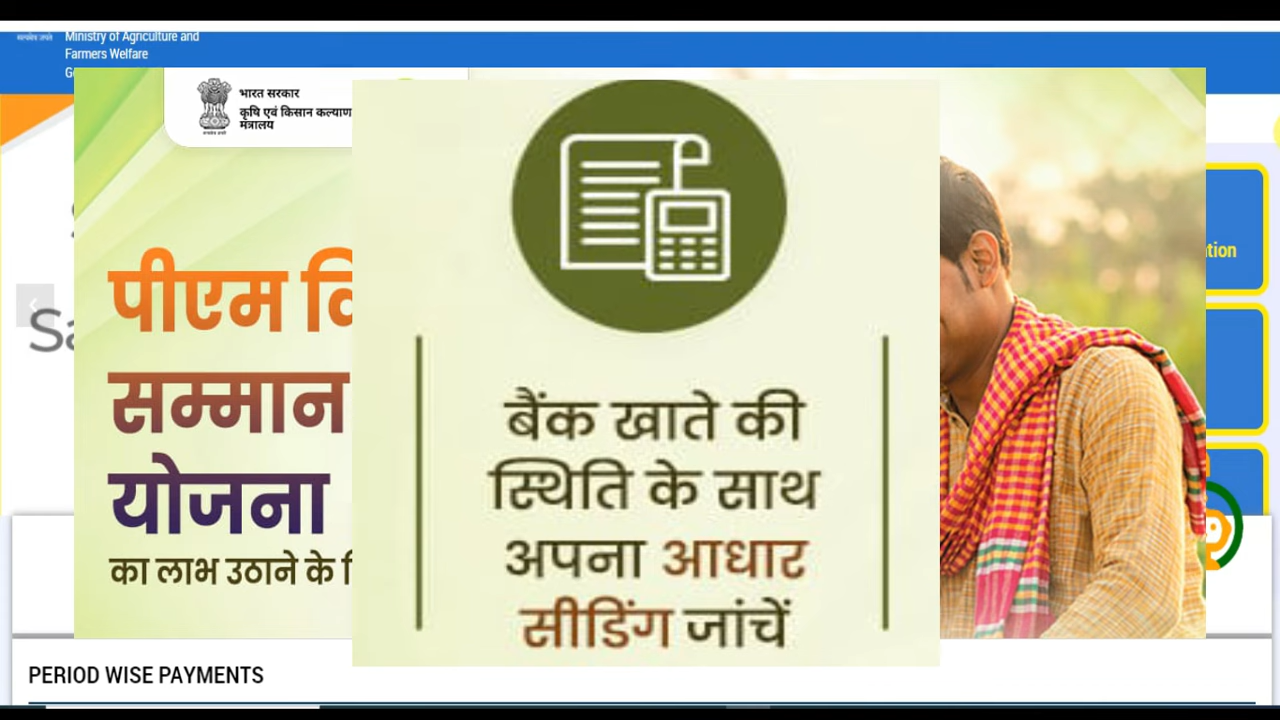 Ministry of Agriculture and
Farmers Welfare
भारत सरकार
कृषि एवं किसान कल्याण
मंत्रालय
पीएम
सम्मान
योजना
का लाभ उठाने के
बैंक खाते की
स्थिति के साथ
अपना आधार
सीडिंग जांचें
PERIOD WISE PAYMENTS